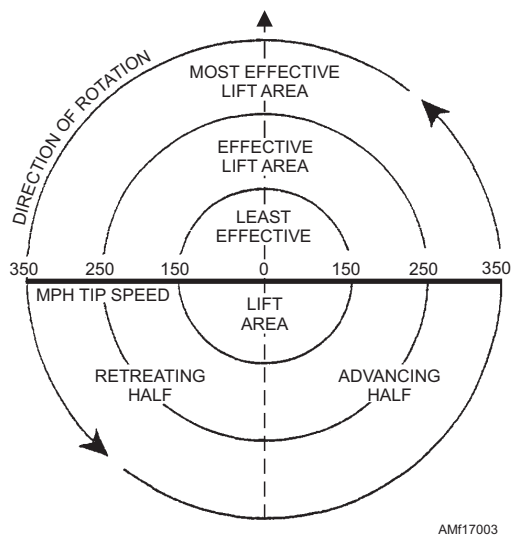 MOST EFFECTIVE
LIFT AREA
DIRECTION OF ROTATION
EFFECTIVE
LIFT AREA
LEAST
EFFECTIVE
350 250 150 0 150 250 350
MPH TIP SPEED
LIFT
AREA
RETREATING
HALF
ADVANCING
HALF
AMf17003